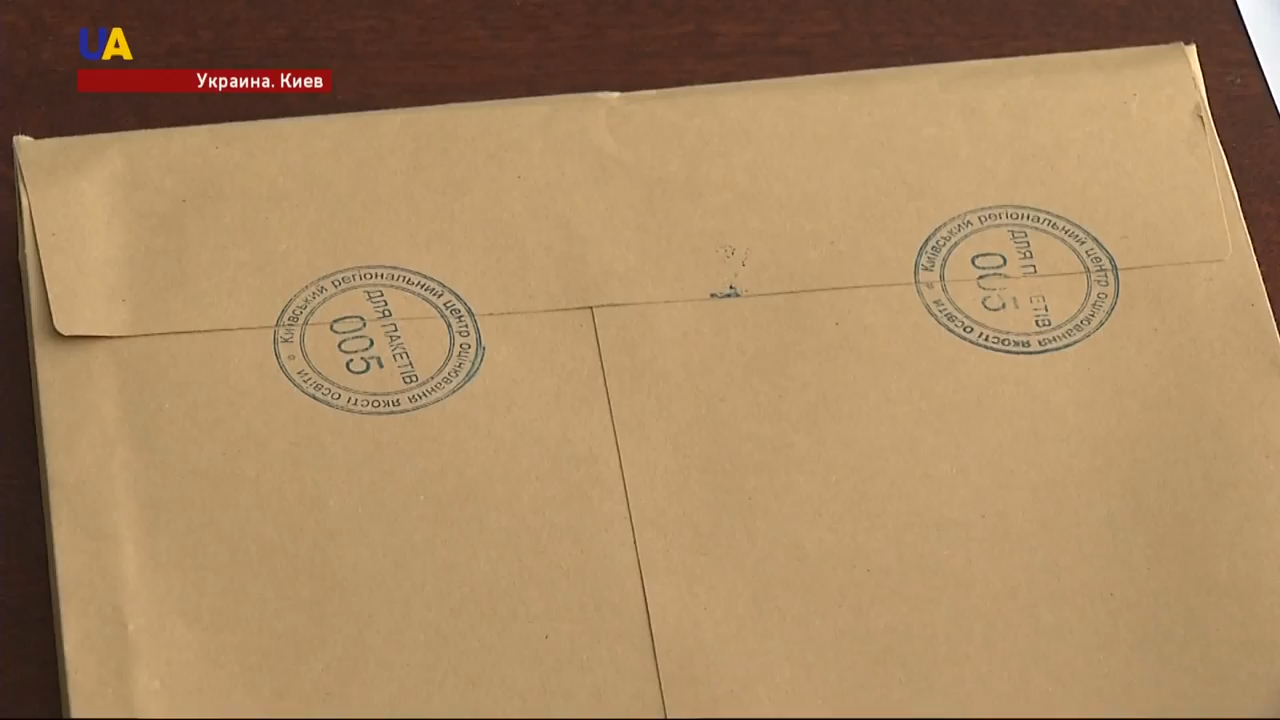 UA
Украина. Киев
Київський регіональний центр оцінювання якості освіти
ДЛЯ ПАКЕТІВ
005
Київський регіональний центр оцінювання якості освіти
ДЛЯ ПАКЕТІВ
005